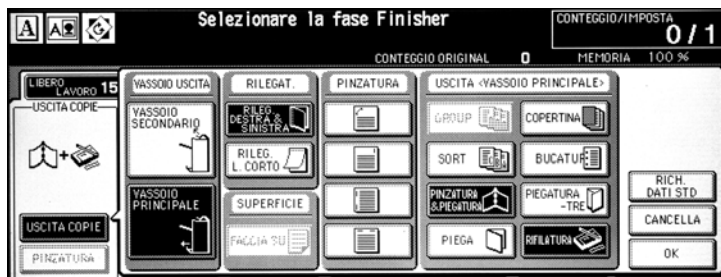 A A Selezionare la fase Finisher CONTEGGIO/IMPOSTA
0/1
CONTEGGIO ORIGINAL 0 MEMORIA 100 %
LIBERO
LAVORO 15
USCITA COPIE
USCITA COPIE
PINZATURA
VASSOIO USCITA
VASSOIO
SECONDARIO
VASSOIO
PRINCIPALE
RILEGAT.
RILEG
DESTRA &
SINISTRA
RILEG.
L. CORTO
SUPERFICIE
FACCIA SU
PINZATURA
USCITA <VASSOIO PRINCIPALE>
GROUP
COPERTINA
SORT
BUCATUR
PINZATURA
&PIEGATURA
PIEGATURA
-TRE
PIEGA
RIFILATURA
RICH.
DATI STD
CANCELLA
OK